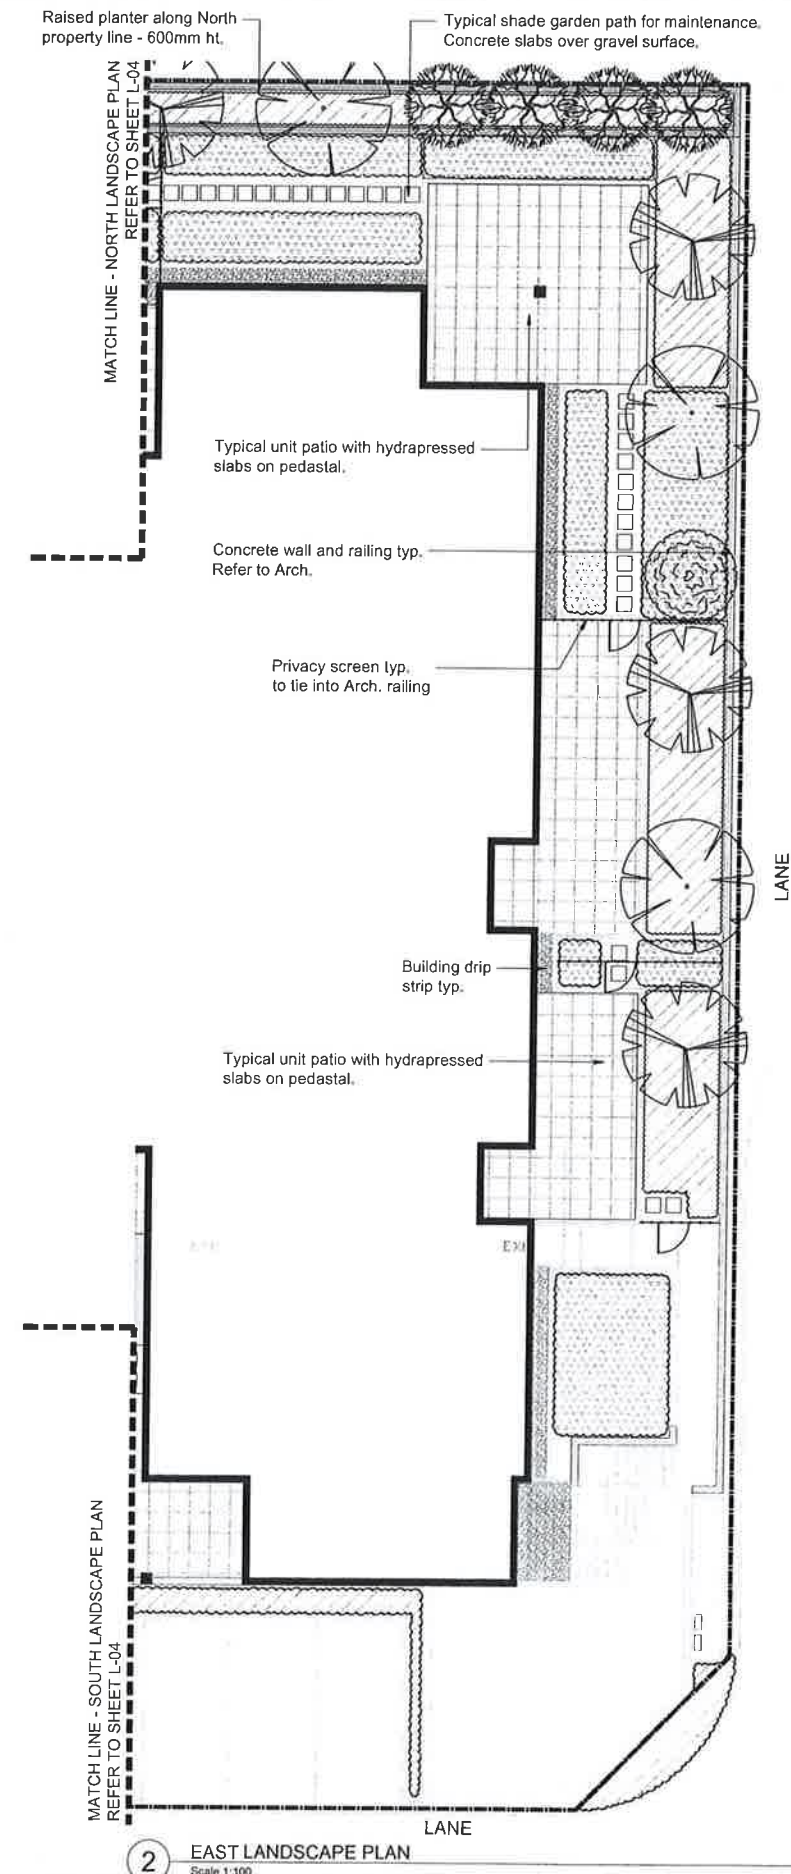 Raised planter along North
property line - 600mm ht.
Typical shade garden path for maintenance.
Concrete slabs over gravel surface.
MATCH LINE - NORTH LANDSCAPE PLAN
REFER TO SHEET L-04
Typical unit patio with hydrapressed
slabs on pedastal.
Concrete wall and railing typ.
Refer to Arch.
Privacy screen typ.
to tie into Arch. railing
LANE
Building drip
strip typ.
Typical unit patio with hydrapressed
slabs on pedastal.
MATCH LINE - SOUTH LANDSCAPE PLAN
REFER TO SHEET L-04
LANE
2
EAST LANDSCAPE PLAN
Scale 1:100